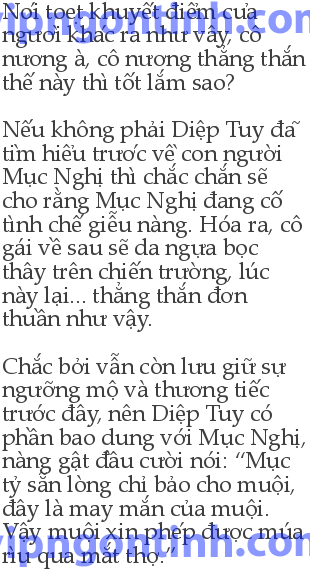 Nói toẹt khuyết điểm của
người khác ra như vậy, cô
nương à, cô nương thẳng thắn
thế này thì tốt lắm sao?
Nếu không phải Diệp Tuy đã
tìm hiểu trước về con người
Mục Nghị thì chắc chắn sẽ
cho rằng Mục Nghị đang cố
tình chế giễu nàng. Hóa ra, cô
gái về sau sẽ da ngựa bọc
thây trên chiến trường, lúc
này lại... thẳng thắn đơn
thuần như vậy.
Chắc bởi vẫn còn lưu giữ sự
ngưỡng mộ và thương tiếc
trước đây, nên Diệp Tuy có
phần bao dung với Mục Nghị,
nàng gật đầu cười nói: “Mục
tỷ sẵn lòng chỉ bảo cho muội,
đây là may mắn của muội.
Vậy muội xin phép được múa
rìu qua mắt thợ.”
vipngontinh.com
vipngontinh.com